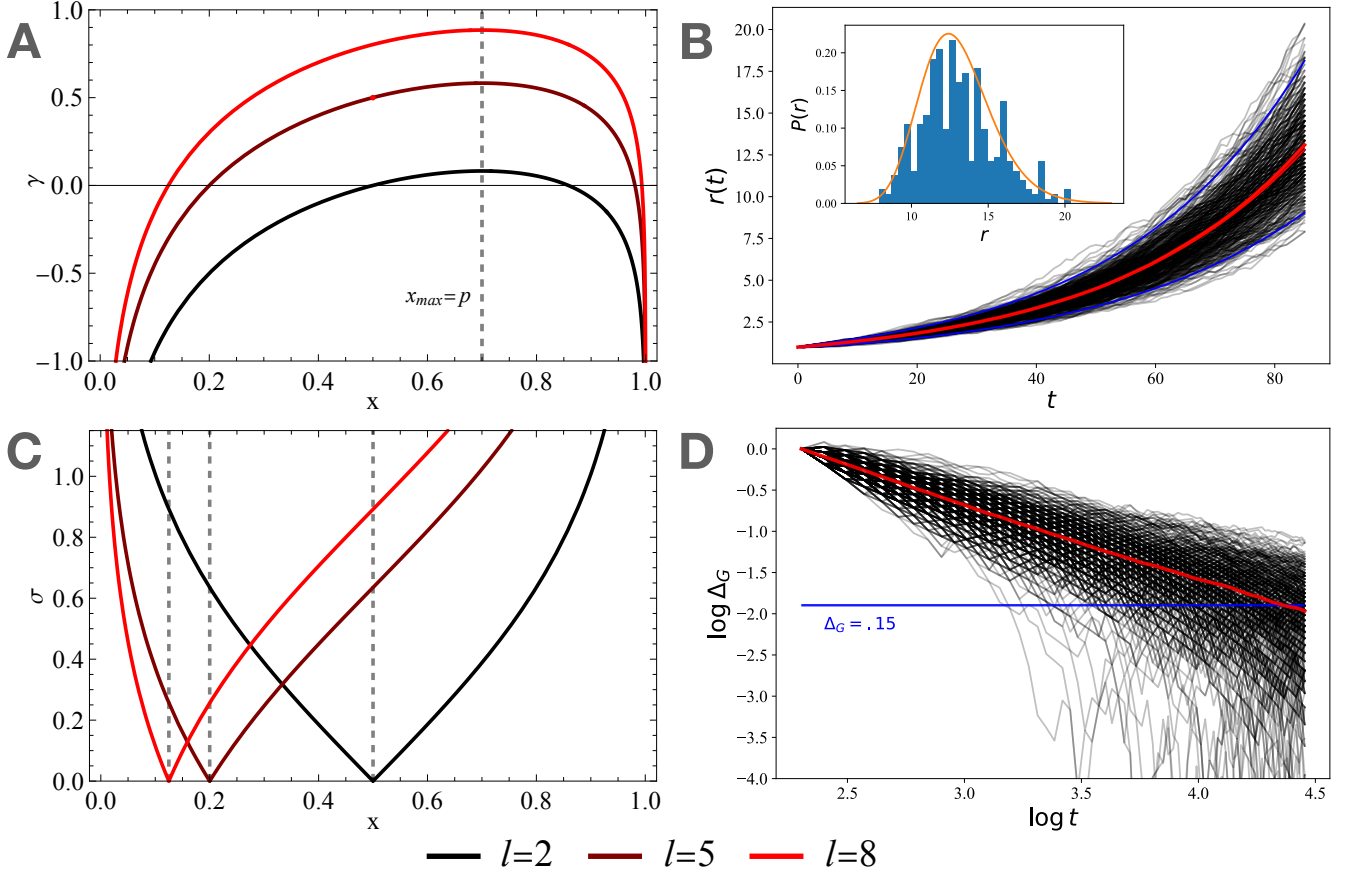 A
1.0
0.5
0.0
−0.5
−1.0
γ
x_max=p
0.0 0.2 0.4 0.6 0.8 1.0
x
B
17.5
15.0
12.5
10.0
7.5
5.0
2.5
r(t)
0.20
0.15
0.10
0.05
0.00
P(r)
10 15 20
r
0 20 40 60 80
t
C
1.0
0.8
0.6
0.4
0.2
0.0
σ
0.0 0.2 0.4 0.6 0.8 1.0
x
D
0.0
−0.5
−1.0
−1.5
−2.0
−2.5
−3.0
−3.5
−4.0
log Δ_G
Δ_G = .15
2.5 3.0 3.5 4.0 4.5
log t
l=2 l=5 l=8